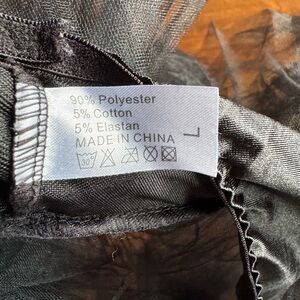 90% Polyester
5% Cotton
5% Elastan
MADE IN CHINA
L